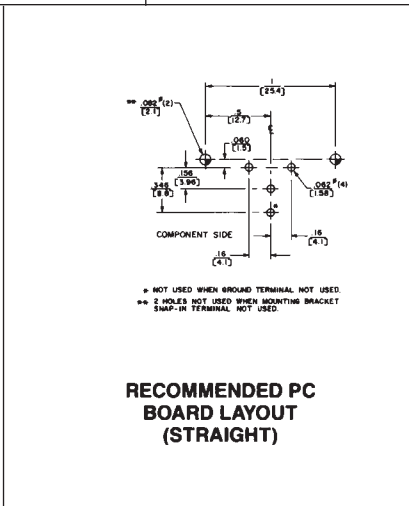 1
[25.4]
** .082ø(2)
[2.1]
.5
[12.7]
℄
.060
[1.5]
.156
[3.96]
.346
[8.8]
.062ø(4)
[1.58]
*
COMPONENT SIDE
.16
[4.1]
.16
[4.1]
* NOT USED WHEN GROUND TERMINAL NOT USED.
** 2 HOLES NOT USED WHEN MOUNTING BRACKET
SNAP-IN TERMINAL NOT USED.
RECOMMENDED PC
BOARD LAYOUT
(STRAIGHT)